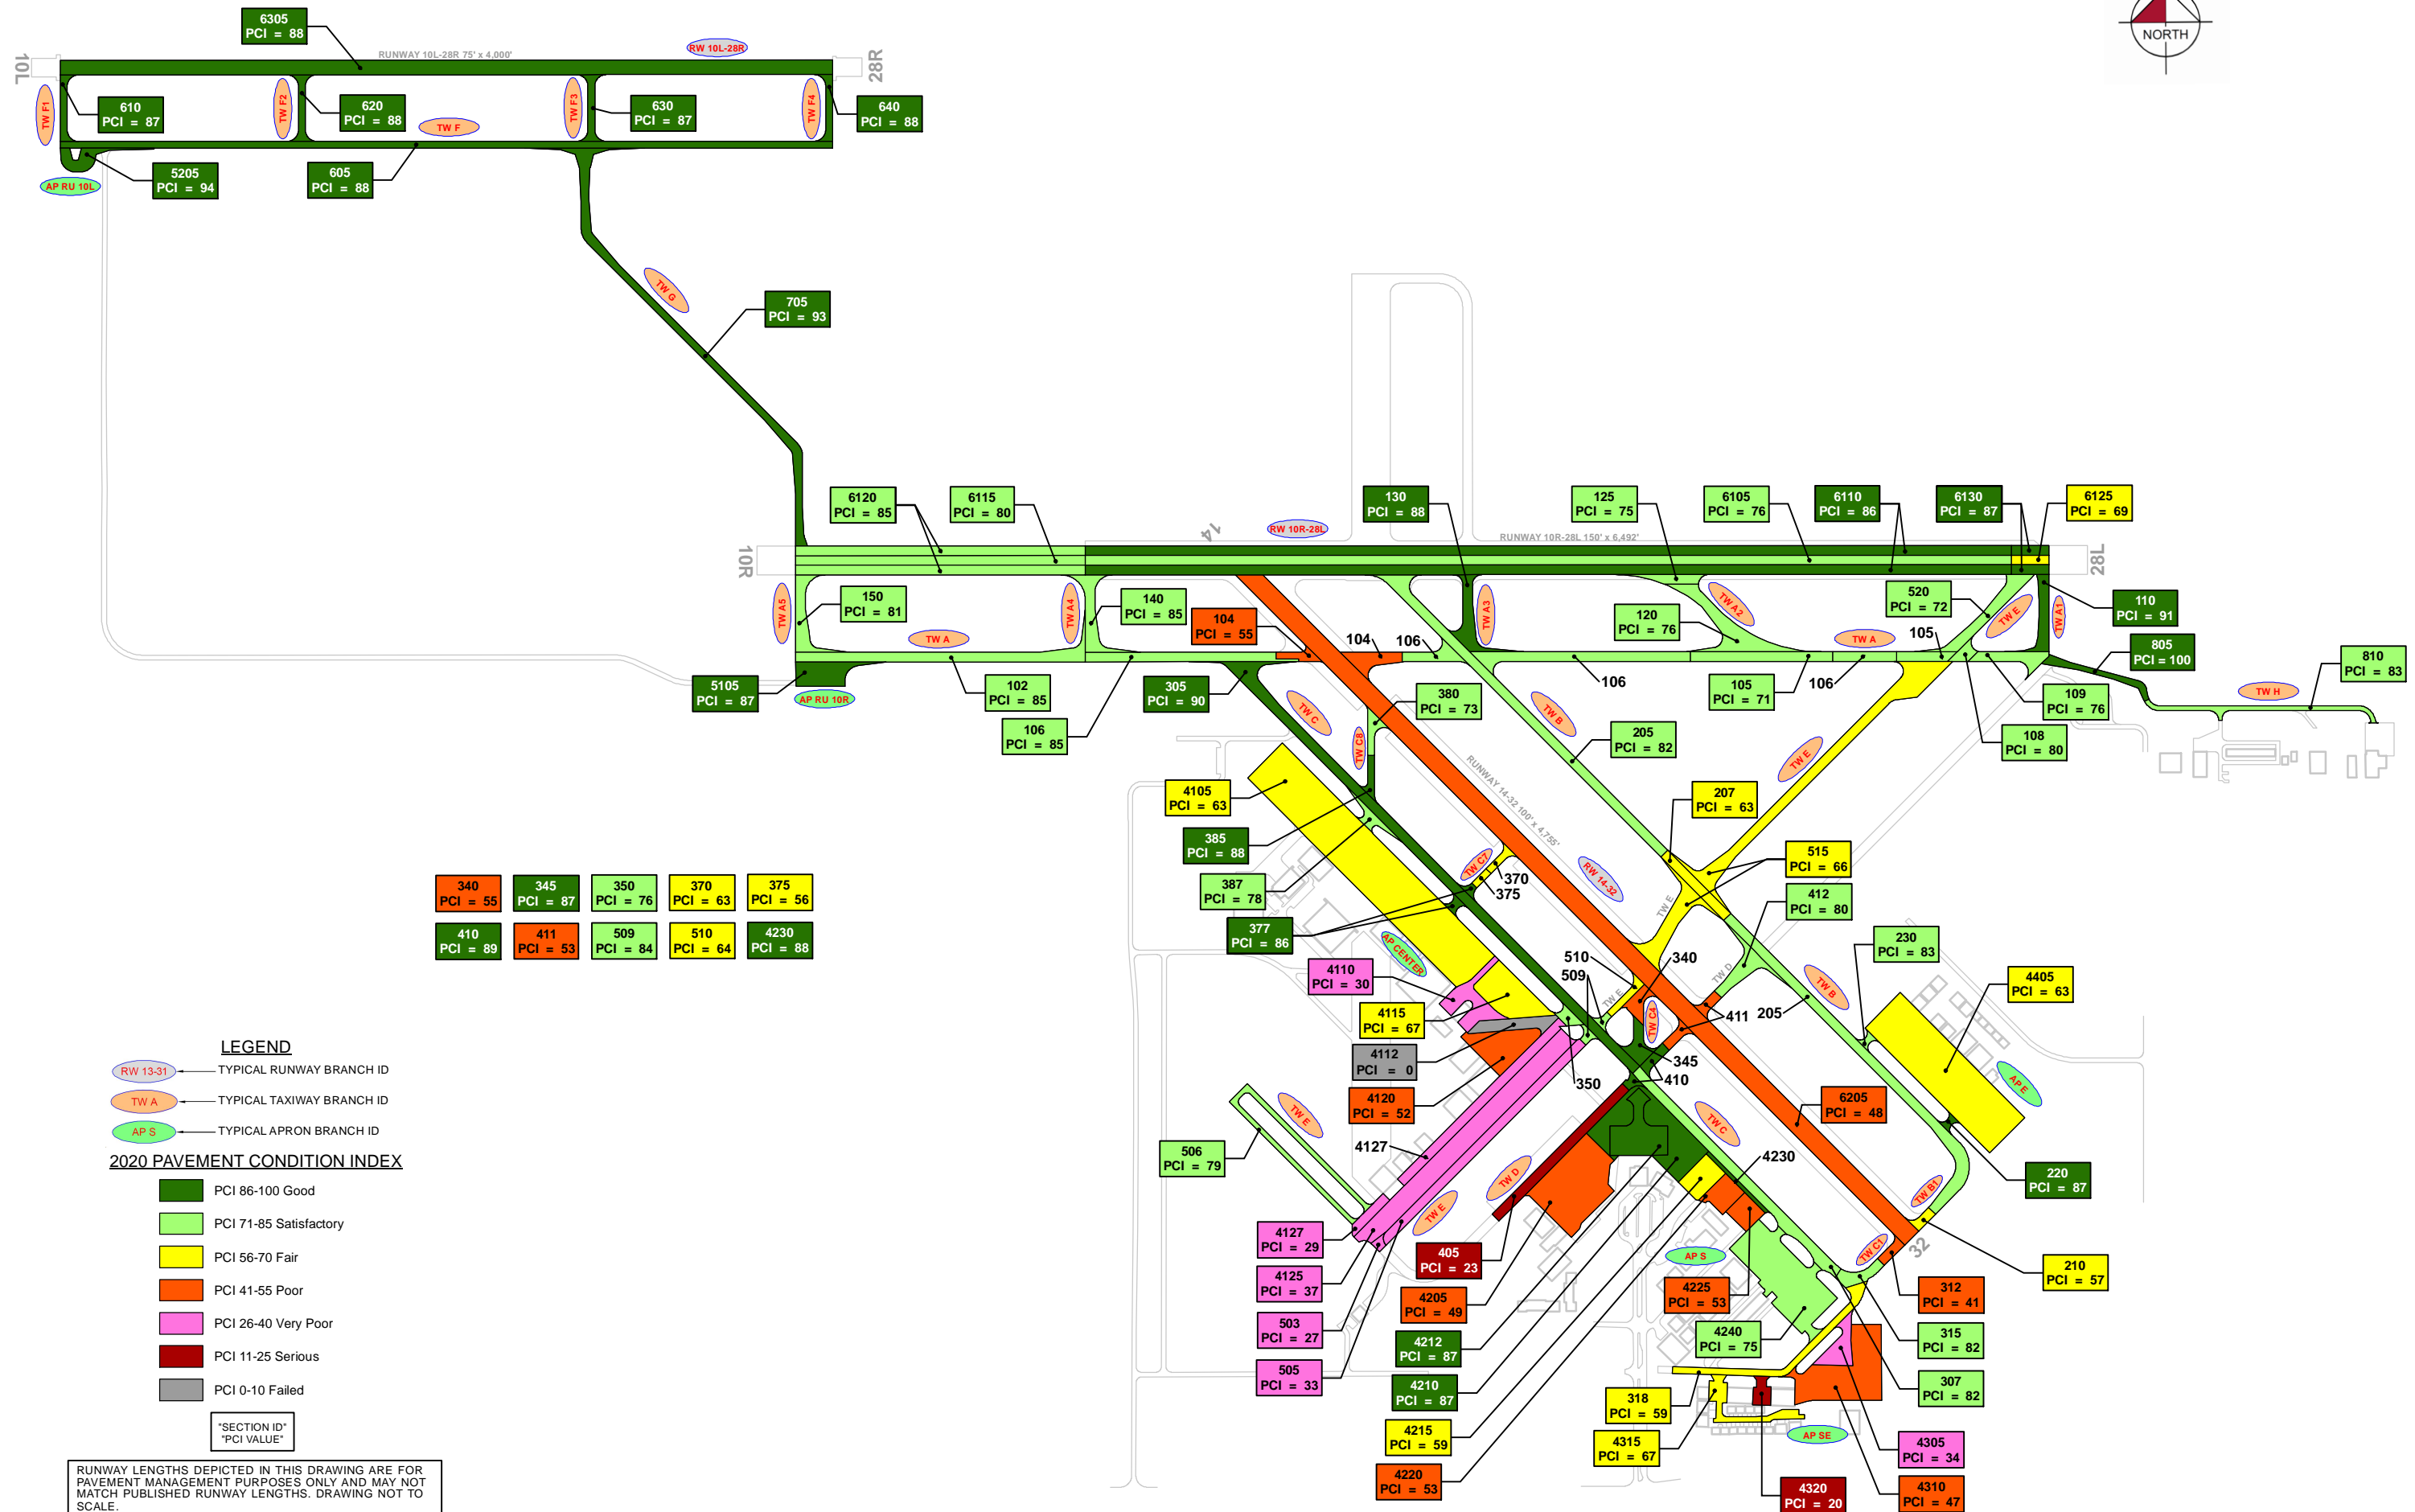 NORTH
6305
PCI = 88
RUNWAY 10L-28R 75' x 4,000'
RW 10L-28R
10L
28R
TW F1
610
PCI = 87
TW F2
620
PCI = 88
TW F
TW F3
630
PCI = 87
TW F4
640
PCI = 88
AP RU 10L
5205
PCI = 94
605
PCI = 88
TW G
705
PCI = 93
6120
PCI = 85
6115
PCI = 80
14
RW 10R-28L
130
PCI = 88
125
PCI = 75
6105
PCI = 76
6110
PCI = 86
6130
PCI = 87
6125
PCI = 69
RUNWAY 10R-28L 150' x 6,492'
10R
28L
TW A5
150
PCI = 81
TW A
TW A4
140
PCI = 85
104
PCI = 55
104
106
TW A3
120
PCI = 76
TW A2
520
PCI = 72
TW E
TW A1
110
PCI = 91
TW A
105
805
PCI = 100
810
PCI = 83
TW H
5105
PCI = 87
AP RU 10R
102
PCI = 85
106
PCI = 85
305
PCI = 90
TW C
380
PCI = 73
TW C8
TW B
106
105
PCI = 71
106
109
PCI = 76
108
PCI = 80
205
PCI = 82
TW E
RUNWAY 14-32 100' x 4,755'
4105
PCI = 63
207
PCI = 63
385
PCI = 88
515
PCI = 66
387
PCI = 78
TW C7
370
375
RW 14-32
412
PCI = 80
377
PCI = 86
TW E
340
PCI = 55
345
PCI = 87
350
PCI = 76
370
PCI = 63
375
PCI = 56
410
PCI = 89
411
PCI = 53
509
PCI = 84
510
PCI = 64
4230
PCI = 88
AP CENTER
4110
PCI = 30
510
509
340
TW D
TW B
230
PCI = 83
4405
PCI = 63
4115
PCI = 67
TW E
TW C4
411
205
4112
PCI = 0
345
350
410
4120
PCI = 52
AP E
6205
PCI = 48
TW E
TW C
506
PCI = 79
4127
TW D
4230
220
PCI = 87
TW B1
TW E
4127
PCI = 29
405
PCI = 23
AP S
TW C1
32
210
PCI = 57
4125
PCI = 37
4205
PCI = 49
4225
PCI = 53
312
PCI = 41
503
PCI = 27
4212
PCI = 87
4240
PCI = 75
315
PCI = 82
505
PCI = 33
4210
PCI = 87
318
PCI = 59
307
PCI = 82
4215
PCI = 59
4315
PCI = 67
AP SE
4305
PCI = 34
4220
PCI = 53
4320
PCI = 20
4310
PCI = 47
LEGEND
RW 13-31
TYPICAL RUNWAY BRANCH ID
TW A
TYPICAL TAXIWAY BRANCH ID
AP S
TYPICAL APRON BRANCH ID
2020 PAVEMENT CONDITION INDEX
PCI 86-100 Good
PCI 71-85 Satisfactory
PCI 56-70 Fair
PCI 41-55 Poor
PCI 26-40 Very Poor
PCI 11-25 Serious
PCI 0-10 Failed
"SECTION ID"
"PCI VALUE"
RUNWAY LENGTHS DEPICTED IN THIS DRAWING ARE FOR
PAVEMENT MANAGEMENT PURPOSES ONLY AND MAY NOT
MATCH PUBLISHED RUNWAY LENGTHS. DRAWING NOT TO
SCALE.